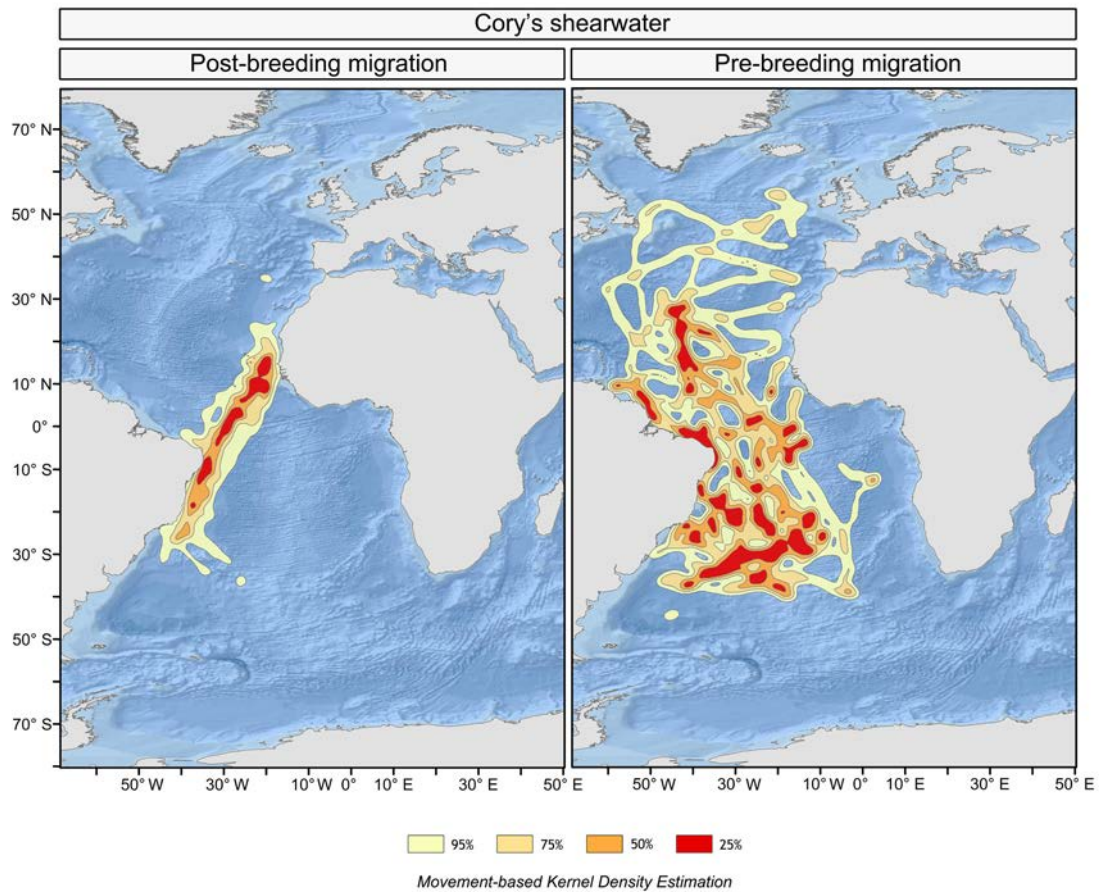 Cory's shearwater
Post-breeding migration
Pre-breeding migration
70° N
50° N
30° N
10° N
0°
10° S
30° S
50° S
70° S
50° W 30° W 10° W 0° 10° E 30° E 50° E
50° W 30° W 10° W 0° 10° E 30° E 50° E
95% 75% 50% 25%
Movement-based Kernel Density Estimation